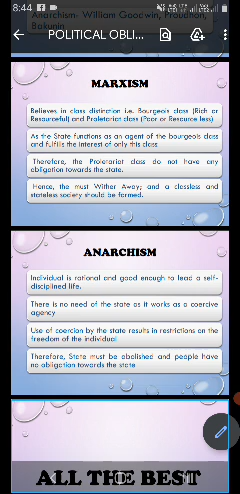 8:44
Anarchism- William Goodwin, Proudhon,
Bakunin
POLITICAL OBLI...
MARXISM
Believes in class distinction i.e. Bourgeois class (Rich or
Resourceful) and Proletariat class (Poor or Resource less)
As the State functions as an agent of the bourgeois class
and fulfils the interest of only this class
Therefore, the Proletariat class do not have any
obligation towards the state.
Hence, the must Wither Away; and a classless and
stateless society should be formed.
ANARCHISM
Individual is rational and good enough to lead a self-
disciplined life.
There is no need of the state as it works as a coercive
agency
Use of coercion by the state results in restrictions on the
freedom of the individual
Therefore, State must be abolished and people have
no obligation towards the state
ALL THE BEST